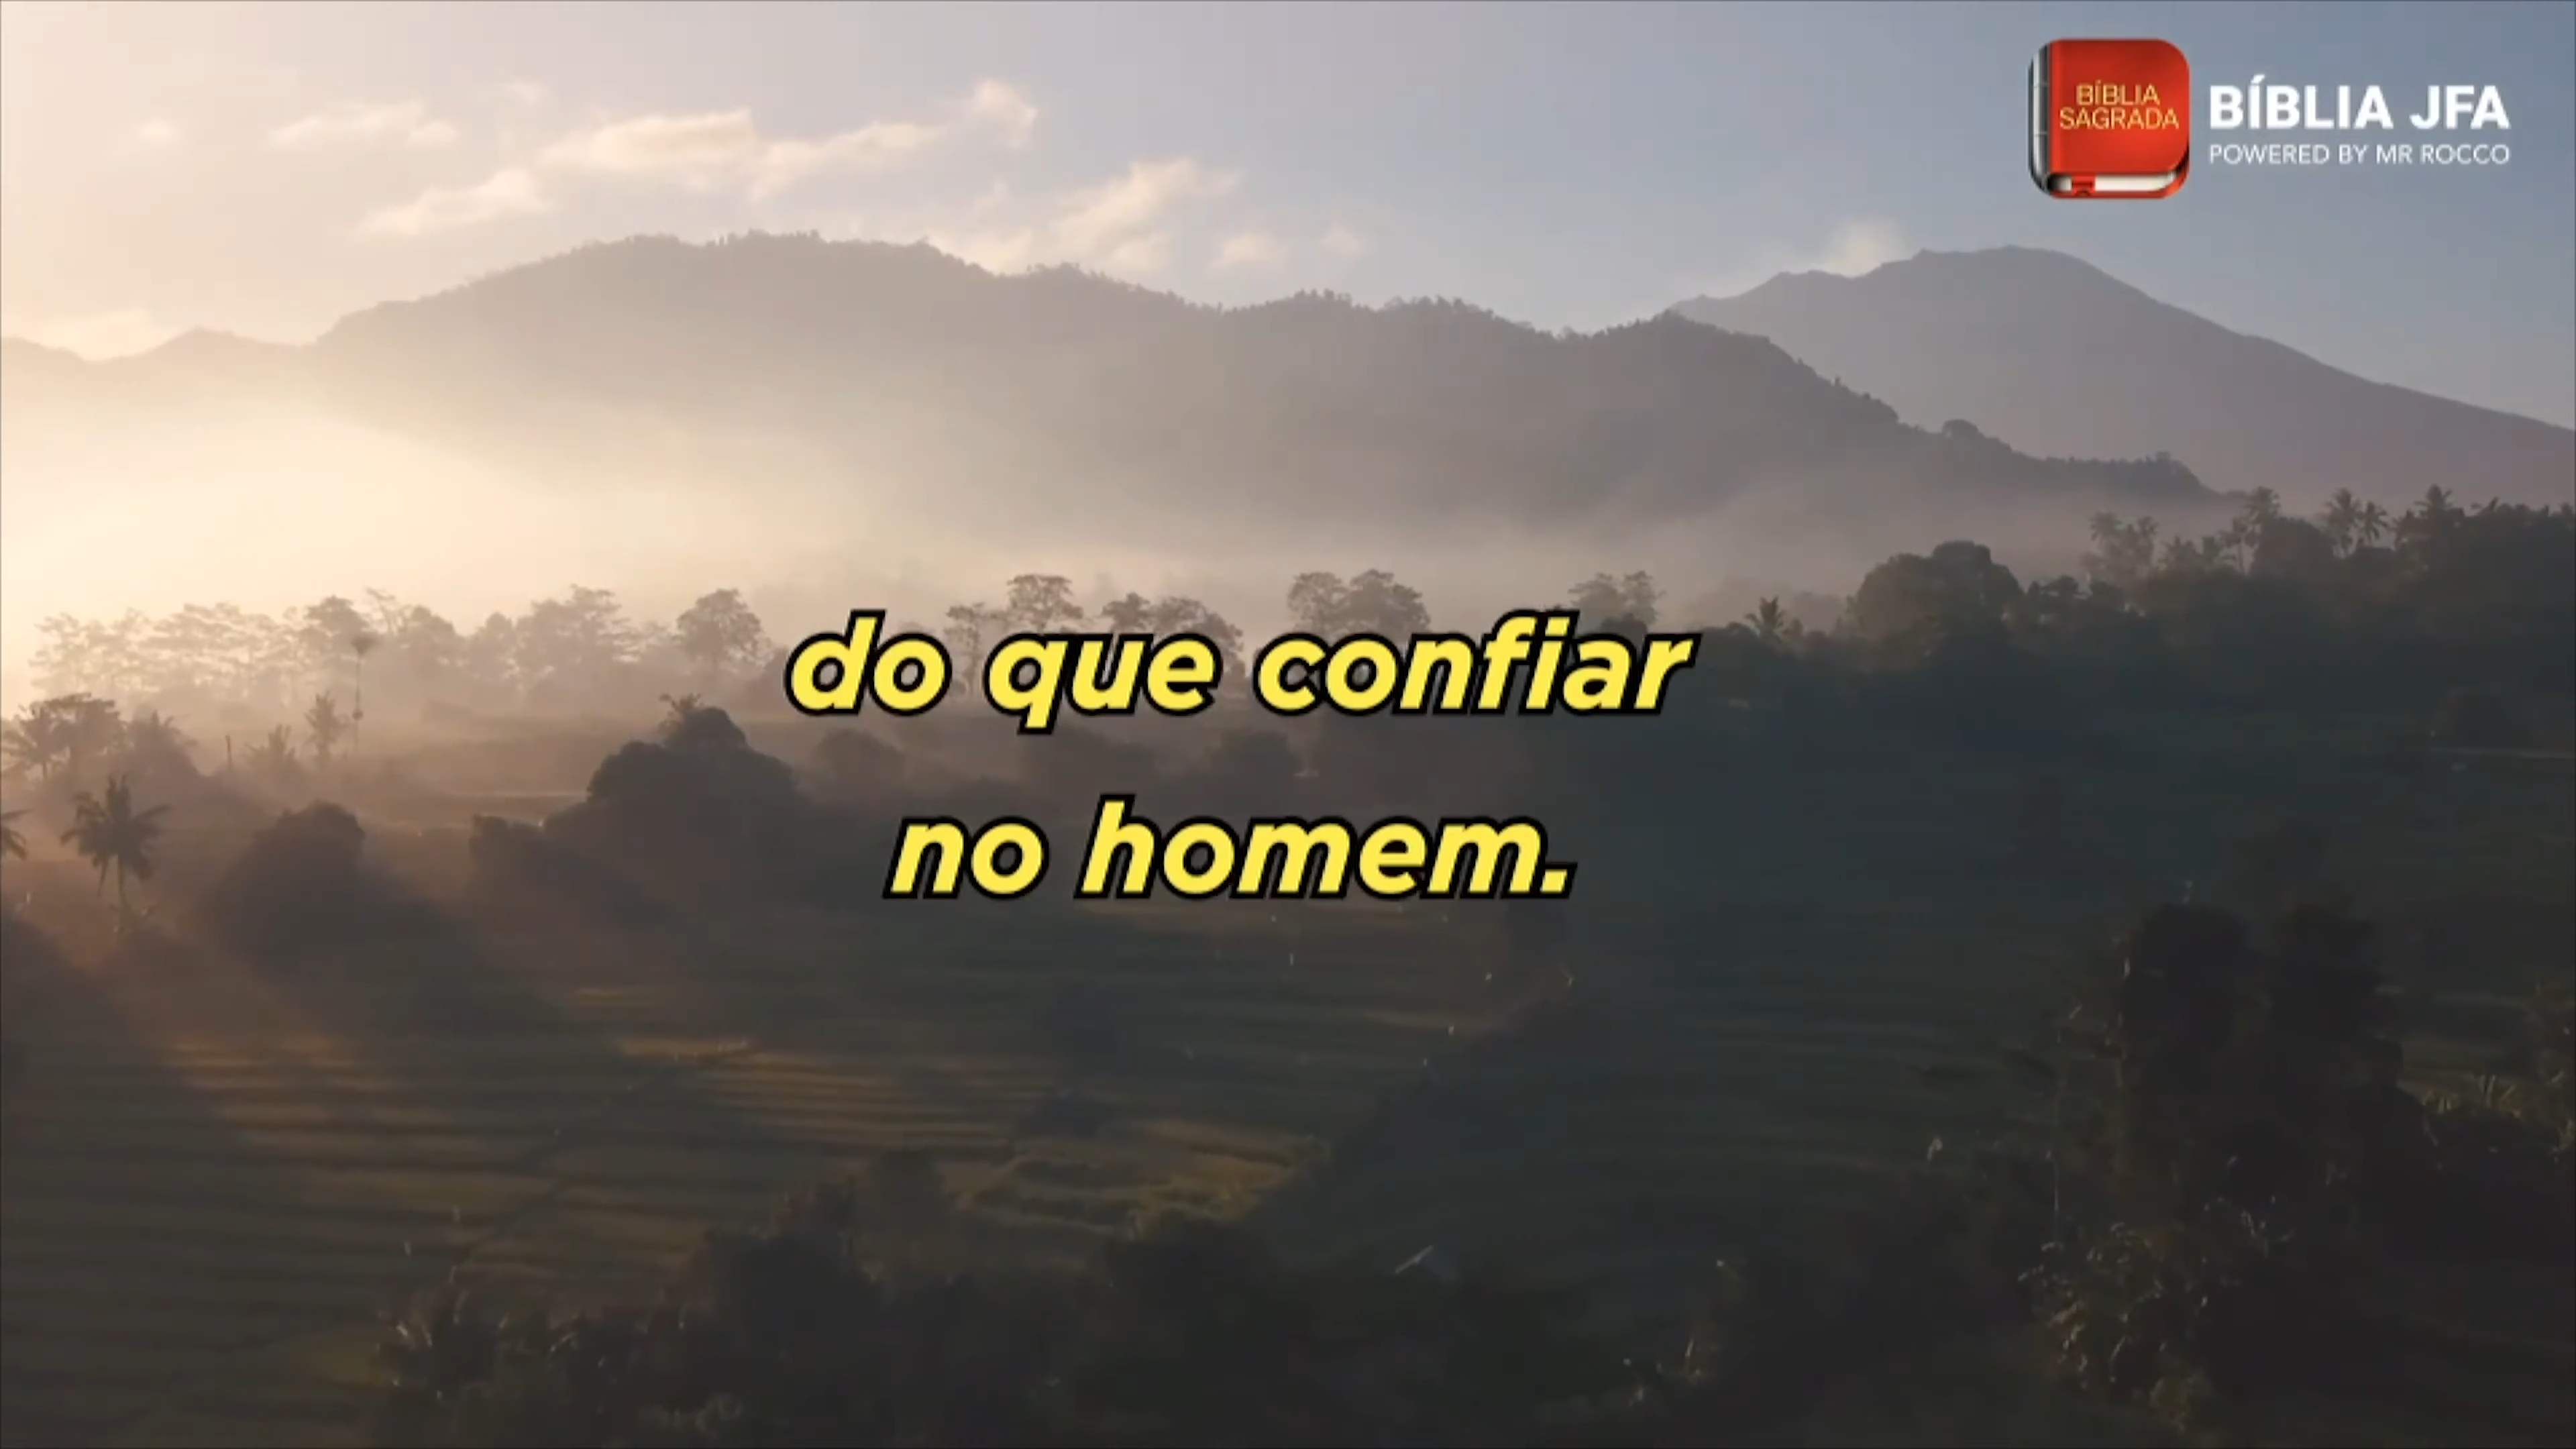 BÍBLIA
SAGRADA
BÍBLIA JFA
POWERED BY MR ROCCO
do que confiar
no homem.